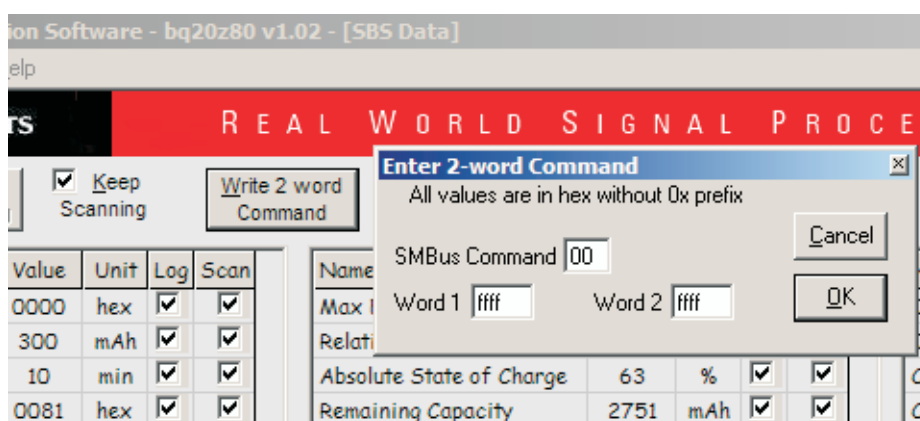 ion Software - bq20z80 v1.02 - [SBS Data]
elp
TS
REAL WORLD SIGNAL PROCE
Enter 2-word Command
All values are in hex without 0x prefix
Keep Scanning
Write 2 word Command
Cancel
SMBus Command 00
Word 1 ffff Word 2 ffff
OK
Value Unit Log Scan Name
0000 hex Max
300 mAh Relati
10 min Absolute State of Charge 63 %
0081 hex Remaining Capacity 2751 mAh